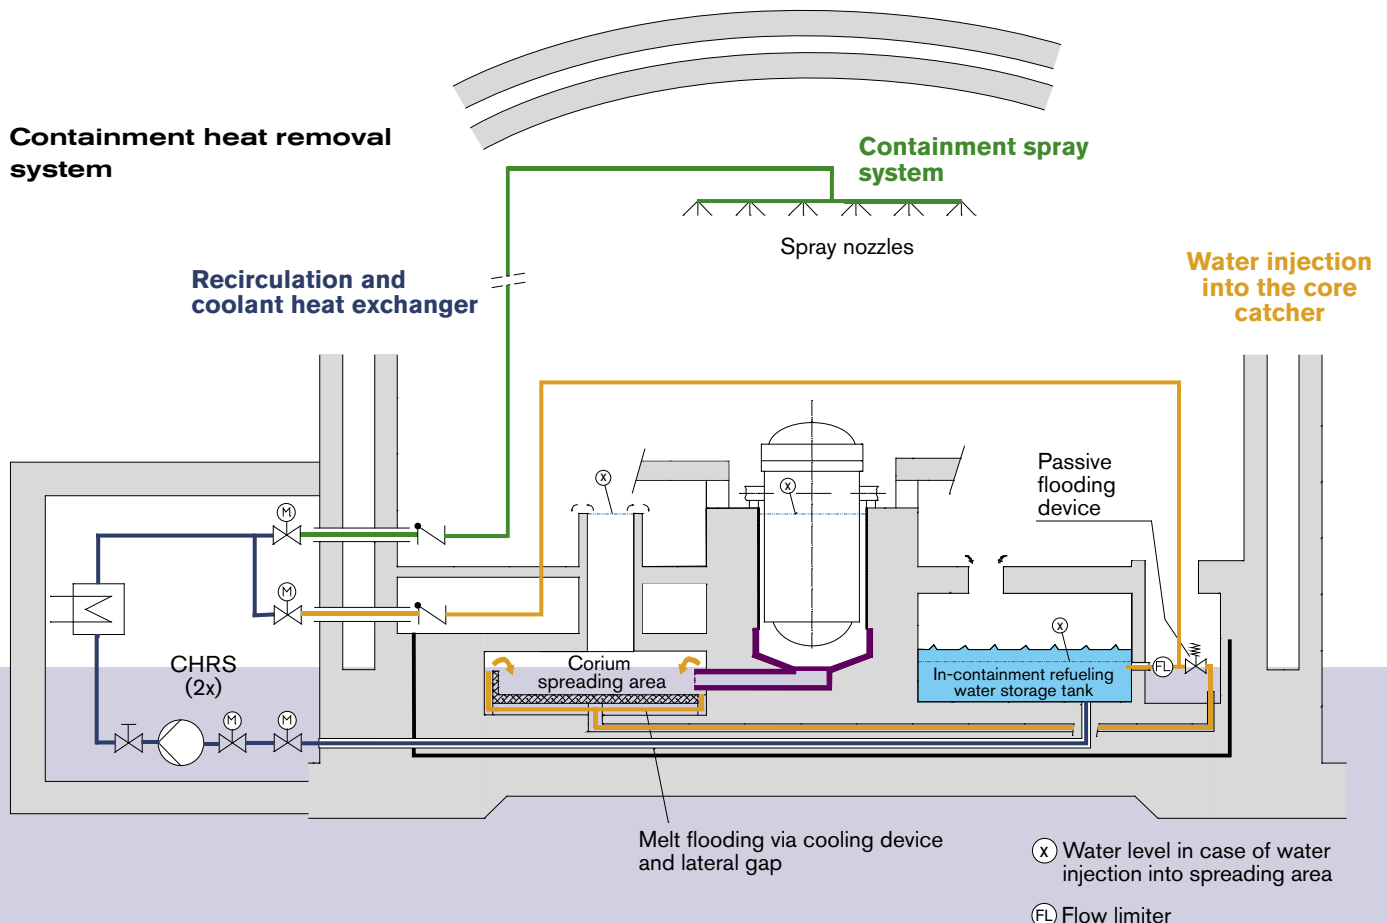 Containment heat removal
system
Containment spray
system
Spray nozzles
Recirculation and
coolant heat exchanger
Water injection
into the core
catcher
Passive
flooding
device
X
X
M
M
X
CHRS
(2x)
Corium
spreading area
In-containment refueling
water storage tank
FL
M
M
Melt flooding via cooling device
and lateral gap
X Water level in case of water
injection into spreading area
FL Flow limiter